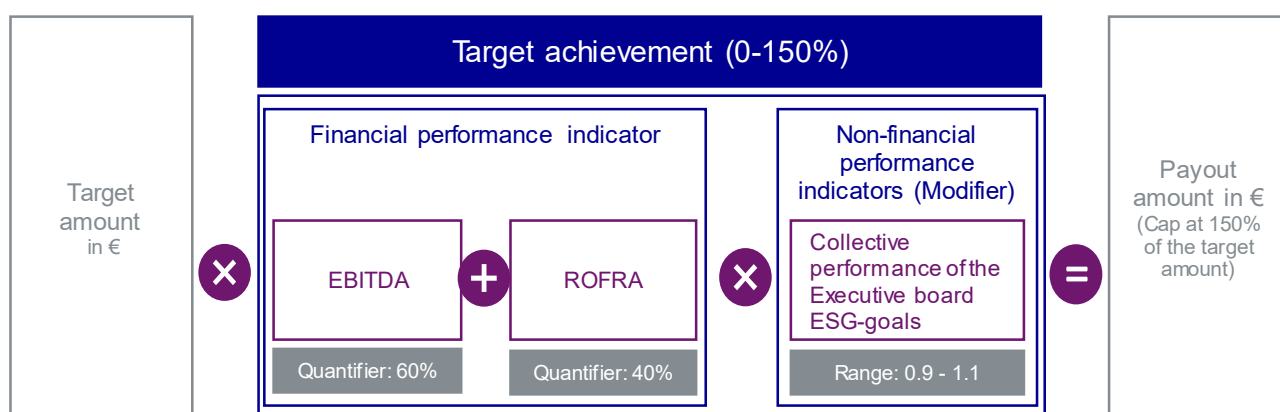 Target achievement (0-150%)
Target
amount
in €
×
Financial performance indicator
EBITDA
Quantifier: 60%
+
ROFRA
Quantifier: 40%
×
Non-financial
performance
indicators (Modifier)
Collective
performance of the
Executive board
ESG-goals
Range: 0.9 - 1.1
=
Payout
amount in €
(Cap at 150%
of the target
amount)